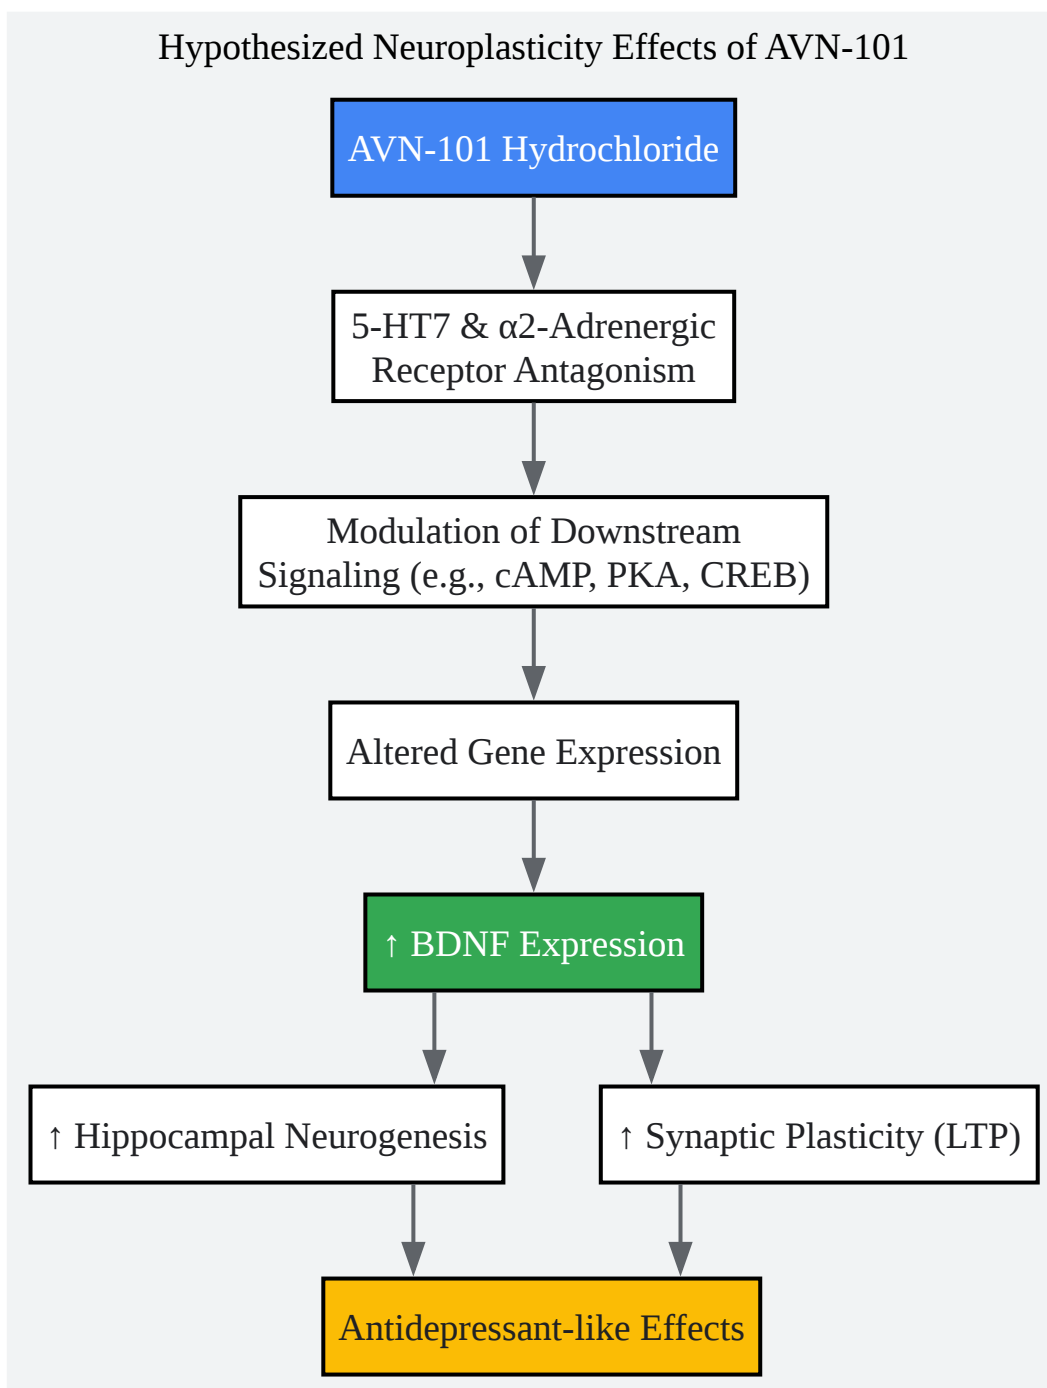 Hypothesized Neuroplasticity Effects of AVN-101
AVN-101 Hydrochloride
5-HT7 & α2-Adrenergic
Receptor Antagonism
Modulation of Downstream
Signaling (e.g., cAMP, PKA, CREB)
Altered Gene Expression
↑ BDNF Expression
↑ Hippocampal Neurogenesis
↑ Synaptic Plasticity (LTP)
Antidepressant-like Effects